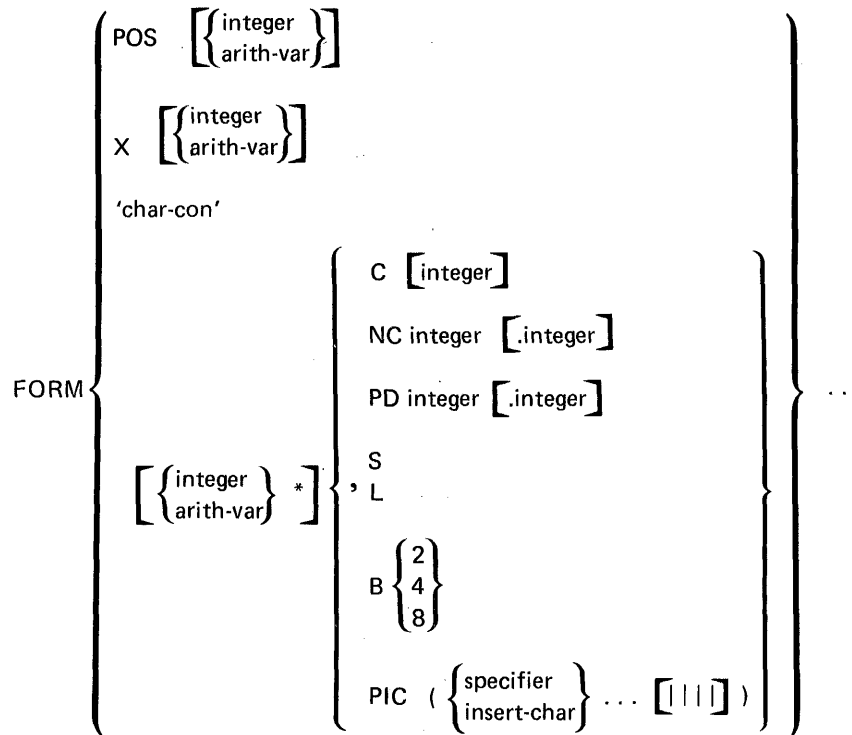 POS [{integer
arith-var}]
X [{integer
arith-var}]
'char-con'
C [integer]
NC integer [.integer]
FORM
PD integer [.integer]
..
[{integer
arith-var} *]
,
S
L
B {2
4
8}
PIC ( {specifier
insert-char} ... [||||] )